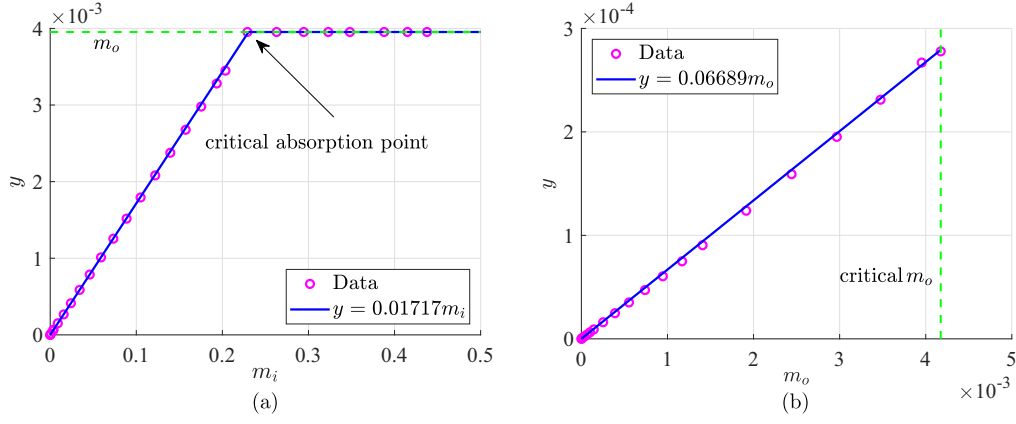 ×10⁻³
4
3
2
1
0
y
m_o
critical absorption point
Data
y = 0.01717m_i
0 0.1 0.2 0.3 0.4 0.5
m_i
(a)
×10⁻⁴
3
2
1
0
y
Data
y = 0.06689m_o
critical m_o
0 1 2 3 4 5
m_o
×10⁻³
(b)